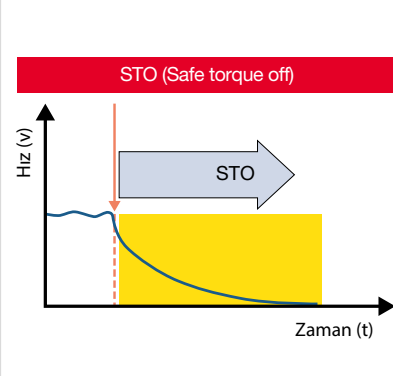 STO (Safe torque off)
Hız (v)
STO
Zaman (t)